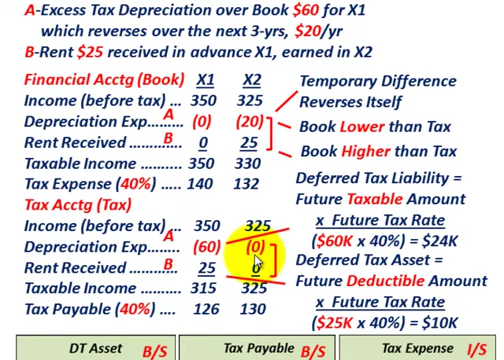 A-Excess Tax Depreciation over Book $60 for X1
which reverses over the next 3-yrs, $20/yr
B-Rent $25 received in advance X1, earned in X2
Financial Acctg (Book) X1 X2
Income (before tax) ... 350 325
Depreciation Exp......... A (0) (20)
Rent Received ........... B 0 25
Taxable Income ......... 350 330
Tax Expense (40%) ..... 140 132
Tax Acctg (Tax)
Income (before tax) ... 350 325
Depreciation Exp........ A (60) (0)
Rent Received ........... B 25 0
Taxable Income ......... 315 325
Tax Payable (40%) ..... 126 130
Temporary Difference
Reverses Itself
Book Lower than Tax
Book Higher than Tax
Deferred Tax Liability =
Future Taxable Amount
x Future Tax Rate
($60K x 40%) = $24K
Deferred Tax Asset =
Future Deductible Amount
x Future Tax Rate
($25K x 40%) = $10K
DT Asset B/S
Tax Payable B/S
Tax Expense I/S